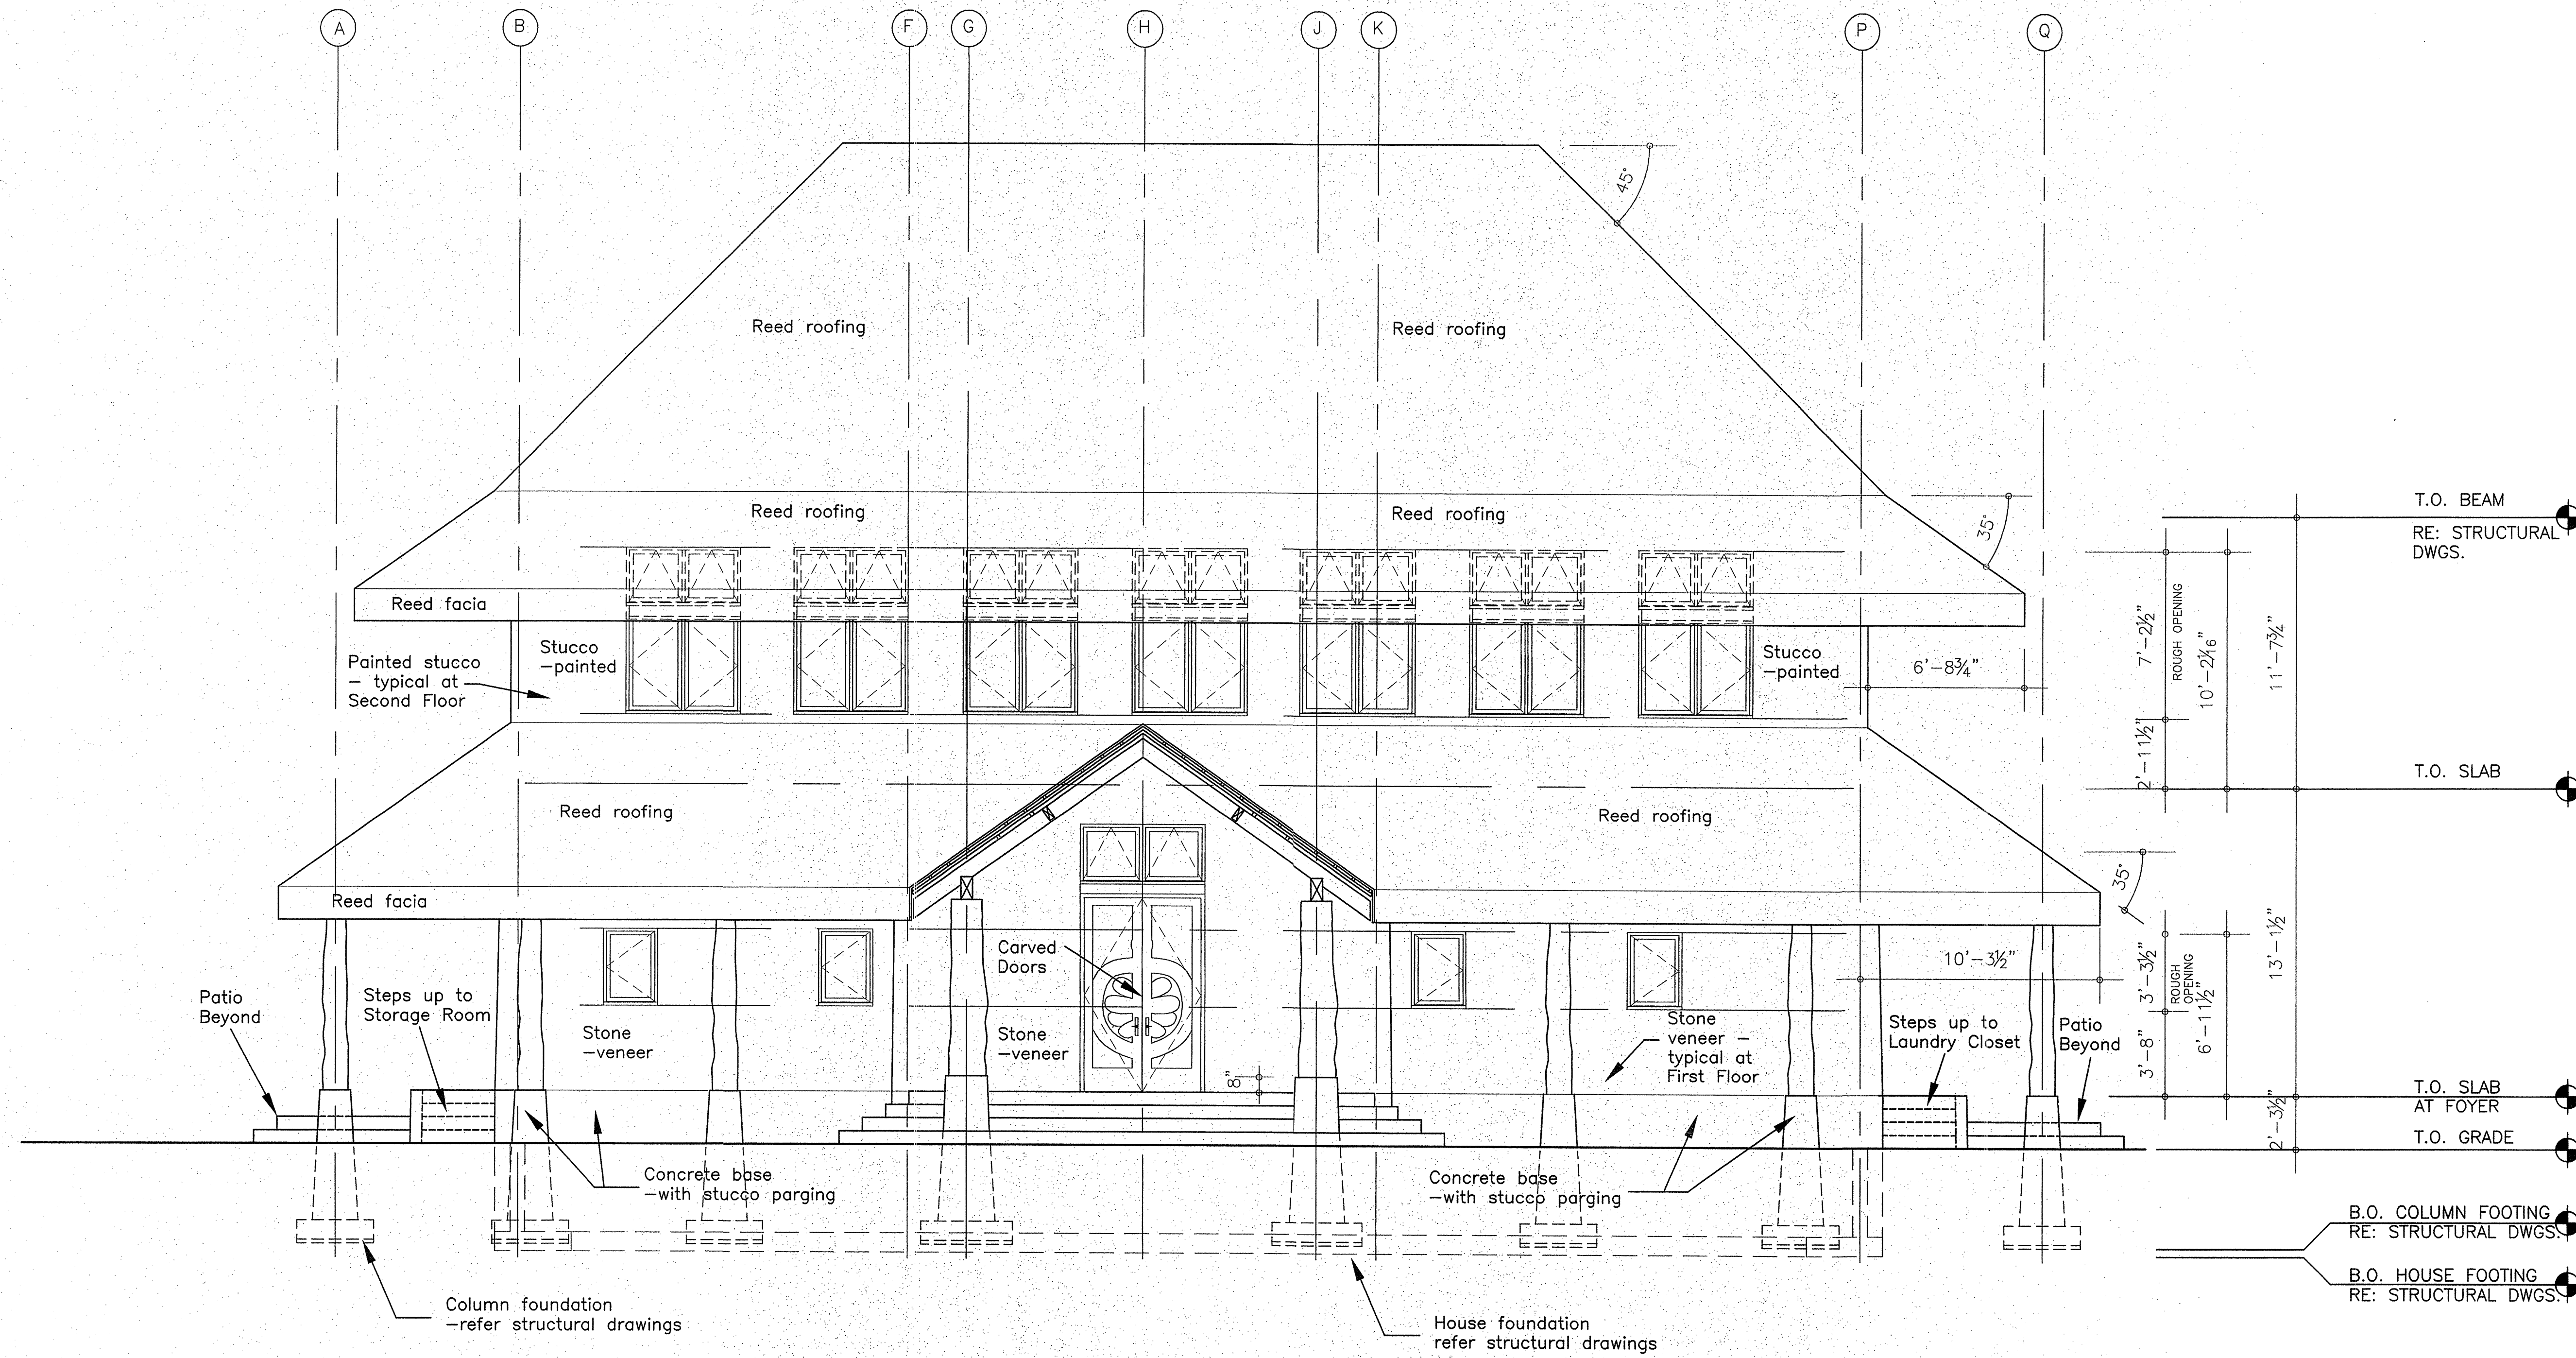 A
B
F
G
H
J
K
P
Q
45°
Reed roofing
Reed roofing
T.O. BEAM
RE: STRUCTURAL
DWGS.
Reed roofing
Reed roofing
35°
Reed facia
7'-2½"
ROUGH OPENING
10'-2 1/16"
11'-7¾"
Painted stucco
- typical at
Second Floor
Stucco
-painted
Stucco
-painted
6'-8¾"
2'-11½"
T.O. SLAB
Reed roofing
Reed roofing
35°
Reed facia
Carved
Doors
10'-3½"
3'-3½"
ROUGH
OPENING
13'-1½"
Patio
Beyond
Steps up to
Storage Room
Stone
-veneer
Stone
-veneer
Stone
veneer -
typical at
First Floor
Steps up to
Laundry Closet
Patio
Beyond
3'-8"
6'-11½"
8"
T.O. SLAB
AT FOYER
2'-3½"
T.O. GRADE
Concrete base
-with stucco parging
Concrete base
-with stucco parging
B.O. COLUMN FOOTING
RE: STRUCTURAL DWGS.
B.O. HOUSE FOOTING
RE: STRUCTURAL DWGS.
Column foundation
-refer structural drawings
House foundation
refer structural drawings